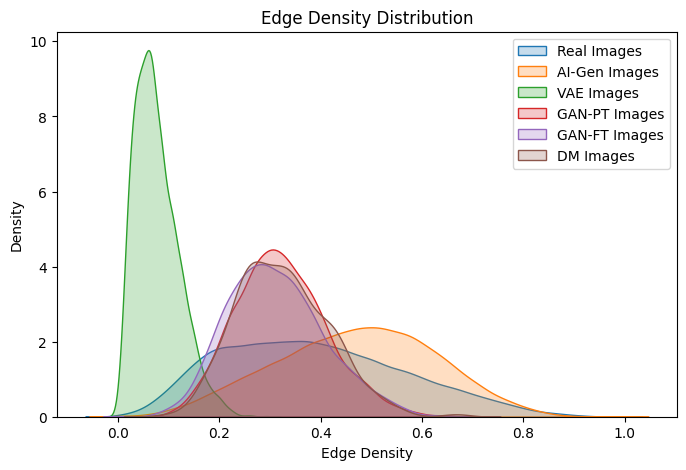 Edge Density Distribution
Real Images
AI-Gen Images
VAE Images
GAN-PT Images
GAN-FT Images
DM Images
Density
10
8
6
4
2
0
0.0 0.2 0.4 0.6 0.8 1.0
Edge Density